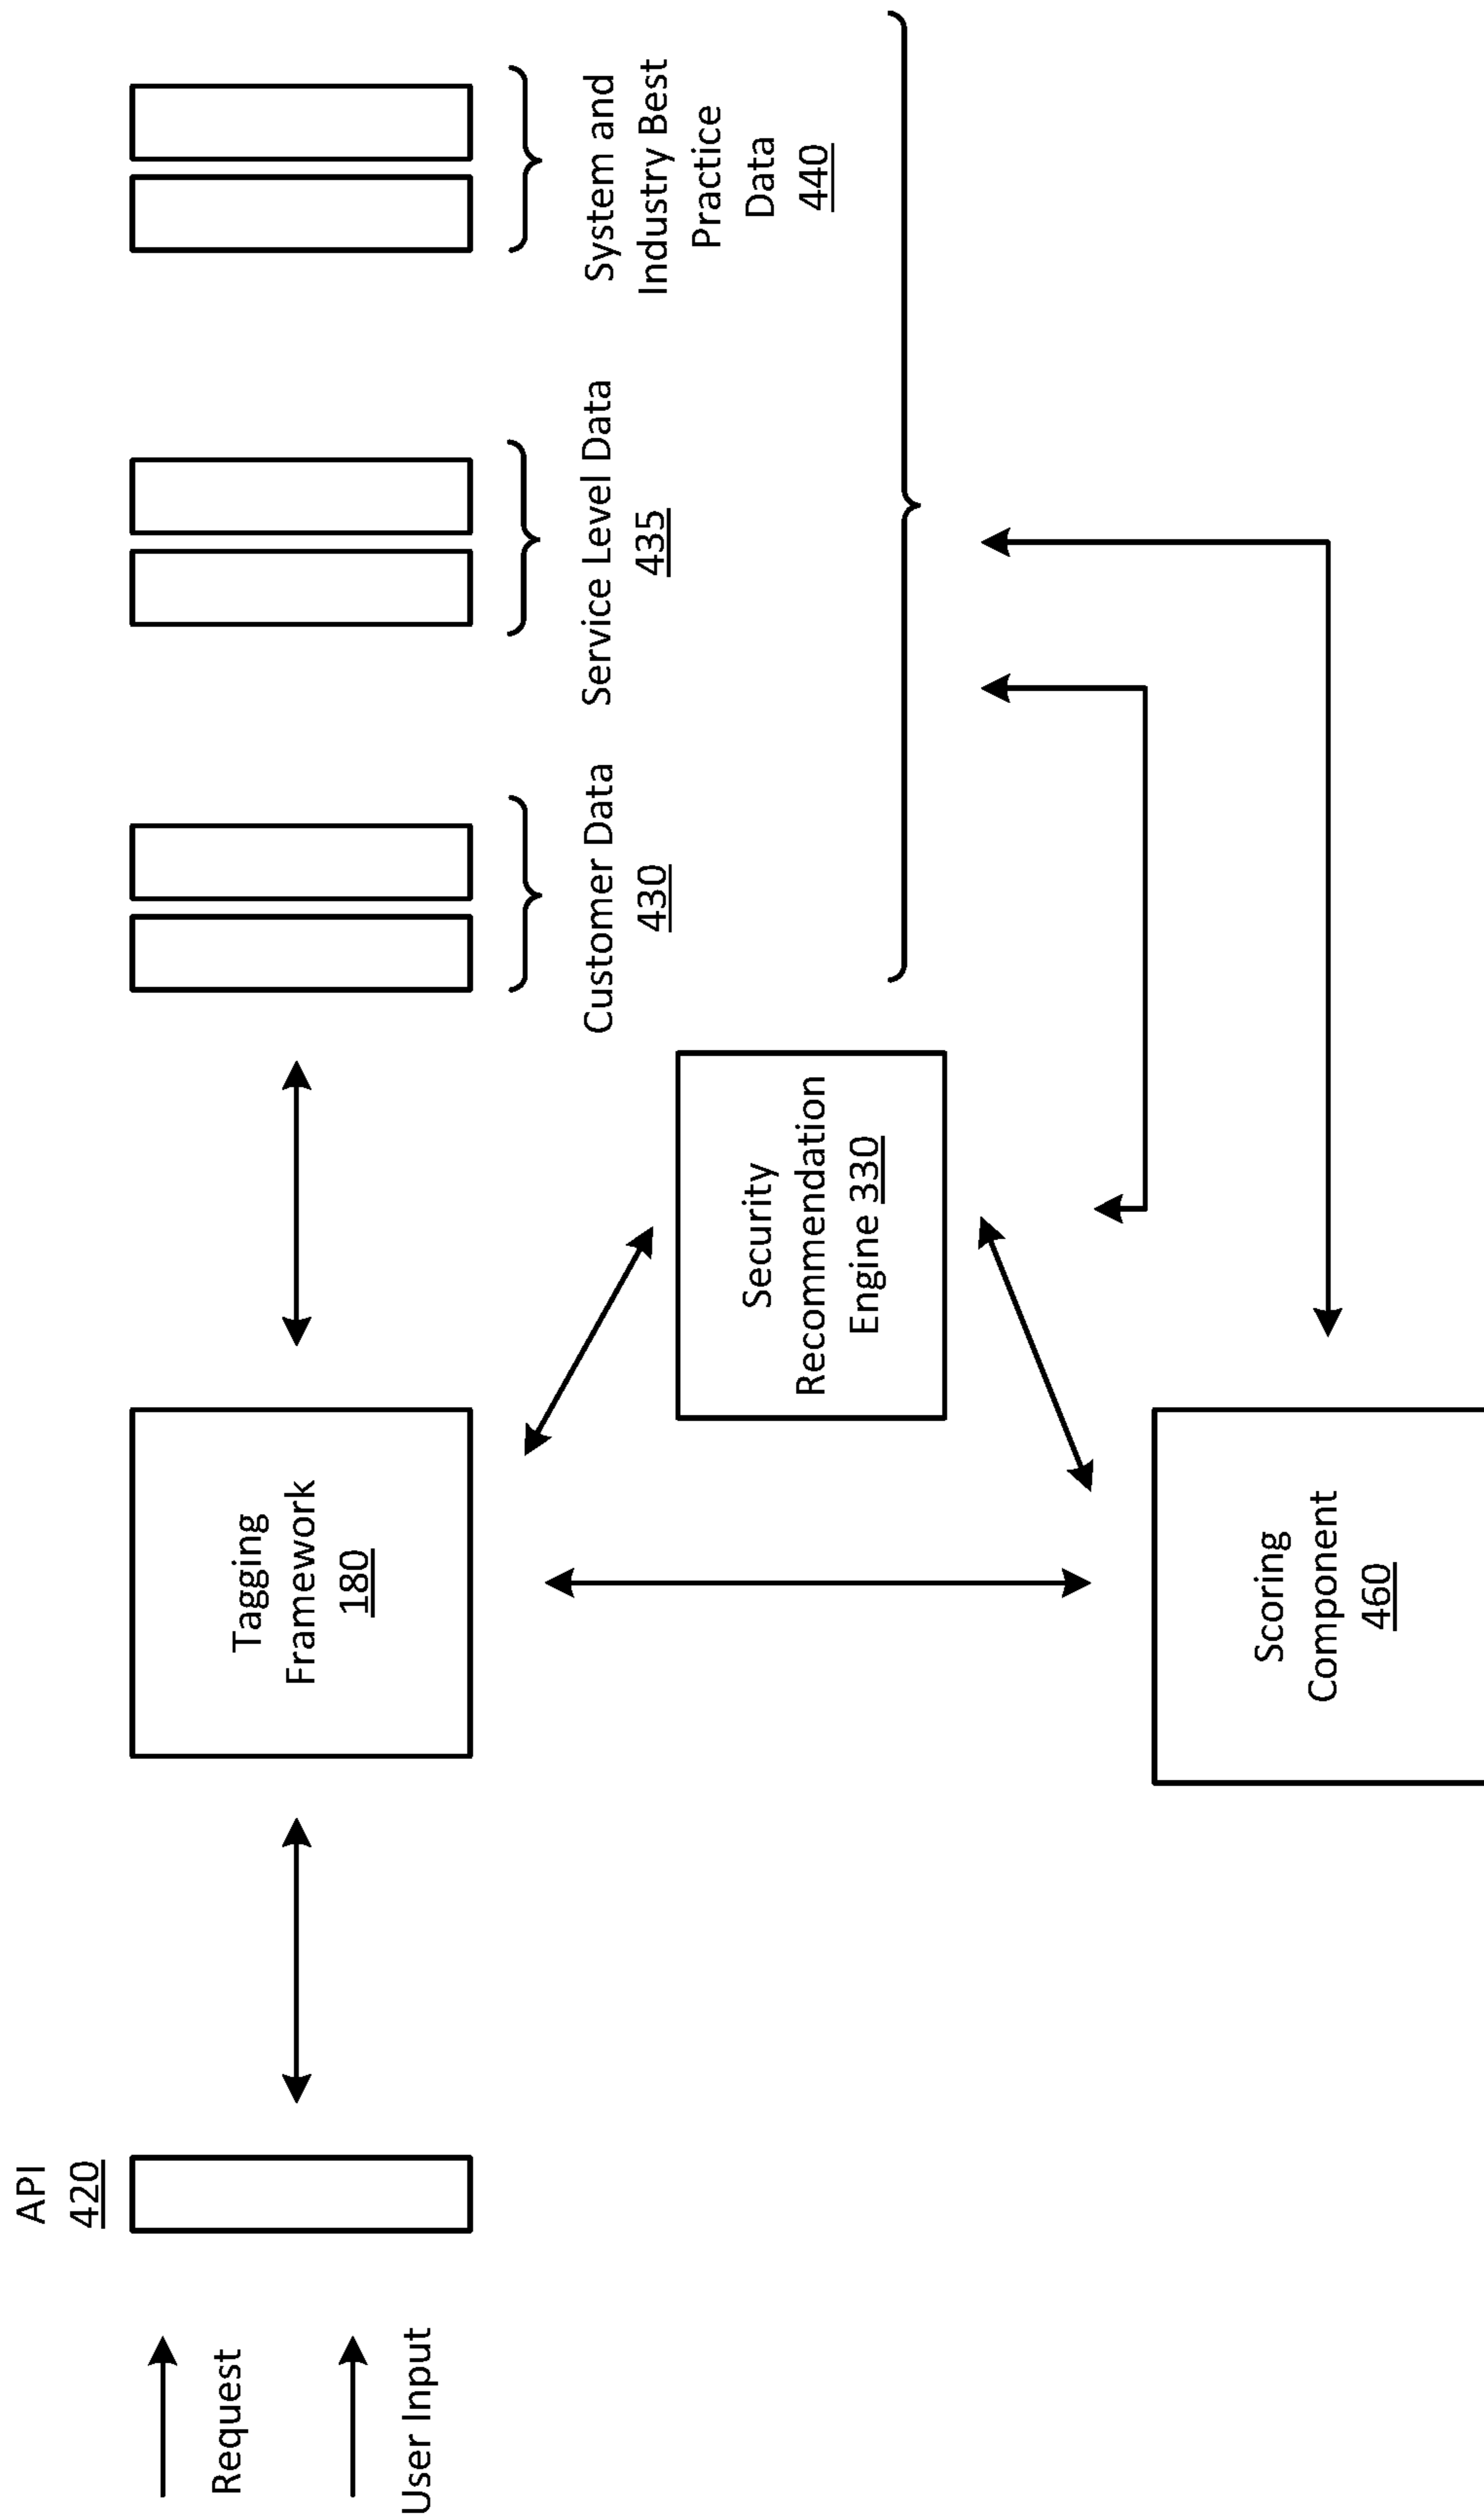 Request
User Input
API
420
Tagging
Framework
180
Customer Data
430
Service Level Data
435
System and
Industry Best
Practice
Data
440
Security
Recommendation
Engine 330
Scoring
Component
460